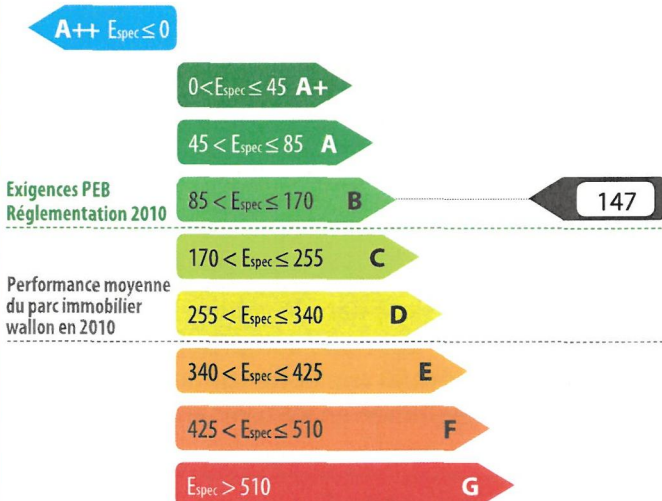 A++ Espec ≤ 0
0 < Espec ≤ 45 A+
45 < Espec ≤ 85 A
Exigences PEB
Réglementation 2010
85 < Espec ≤ 170 B
147
170 < Espec ≤ 255 C
Performance moyenne
du parc immobilier
wallon en 2010
255 < Espec ≤ 340 D
340 < Espec ≤ 425 E
425 < Espec ≤ 510 F
Espec > 510 G